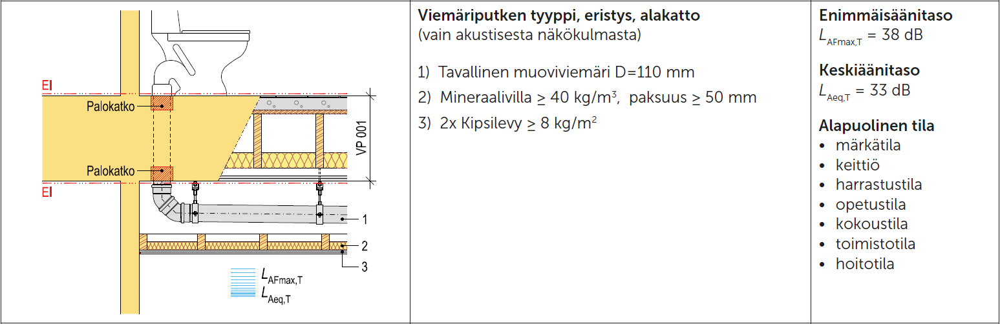 EI
Palokatko
VP 001
Palokatko
EI
1
2
3
LAFmax,T
LAeq,T
Viemäriputken tyyppi, eristys, alakatto
(vain akustisesta näkökulmasta)
1) Tavallinen muoviviemäri D=110 mm
2) Mineraalivilla ≥ 40 kg/m³, paksuus ≥ 50 mm
3) 2x Kipsilevy ≥ 8 kg/m²
Enimmäisäänitaso
LAFmax,T = 38 dB
Keskiäänitaso
LAeq,T = 33 dB
Alapuolinen tila
• märkätila
• keittiö
• harrastustila
• opetustila
• kokoustila
• toimistotila
• hoitotila